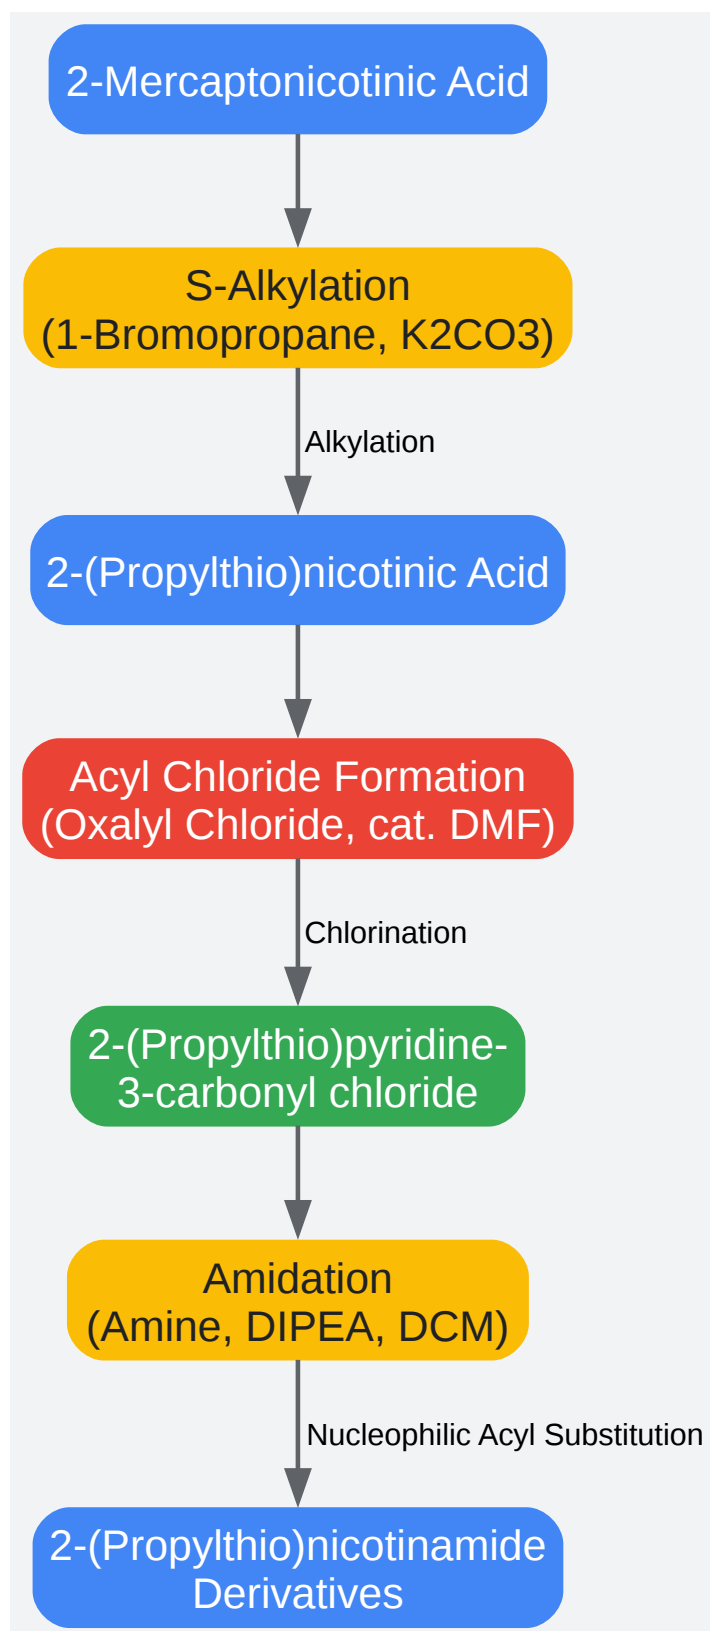 2-Mercaptonicotinic Acid
S-Alkylation
(1-Bromopropane, K2CO3)
Alkylation
2-(Propylthio)nicotinic Acid
Acyl Chloride Formation
(Oxalyl Chloride, cat. DMF)
Chlorination
2-(Propylthio)pyridine-
3-carbonyl chloride
Amidation
(Amine, DIPEA, DCM)
Nucleophilic Acyl Substitution
2-(Propylthio)nicotinamide
Derivatives